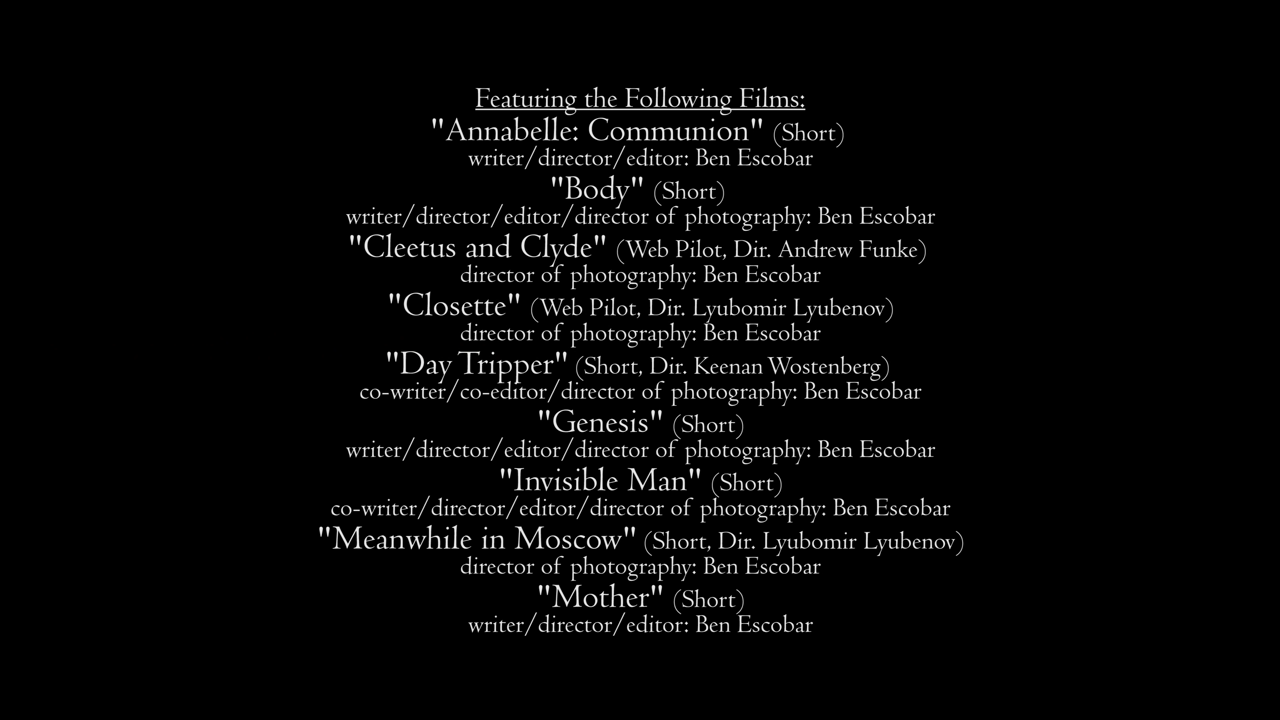 Featuring the Following Films:
"Annabelle: Communion" (Short)
writer/director/editor: Ben Escobar
"Body" (Short)
writer/director/editor/director of photography: Ben Escobar
"Cleetus and Clyde" (Web Pilot, Dir. Andrew Funke)
director of photography: Ben Escobar
"Closette" (Web Pilot, Dir. Lyubomir Lyubenov)
director of photography: Ben Escobar
"Day Tripper" (Short, Dir. Keenan Wostenberg)
co-writer/co-editor/director of photography: Ben Escobar
"Genesis" (Short)
writer/director/editor/director of photography: Ben Escobar
"Invisible Man" (Short)
co-writer/director/editor/director of photography: Ben Escobar
"Meanwhile in Moscow" (Short, Dir. Lyubomir Lyubenov)
director of photography: Ben Escobar
"Mother" (Short)
writer/director/editor: Ben Escobar